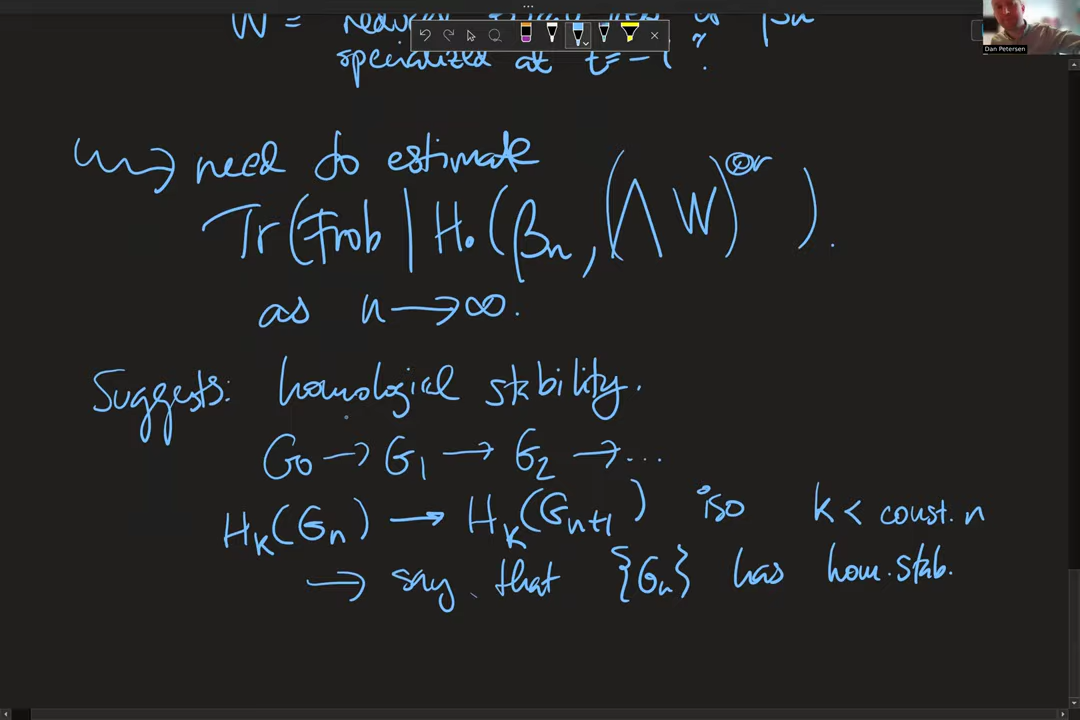 W =
specialized at t = -1 ?
⇝ need to estimate
Tr(Frob | H•(βn, (⋀ W)^⊗r ).
as n → ∞.
Suggests: homological stability.
G0 → G1 → G2 → ...
Hk(Gn) → Hk(Gn+1) iso k < const. n
→ say that {Gn} has hom. stab.
Dan Petersen